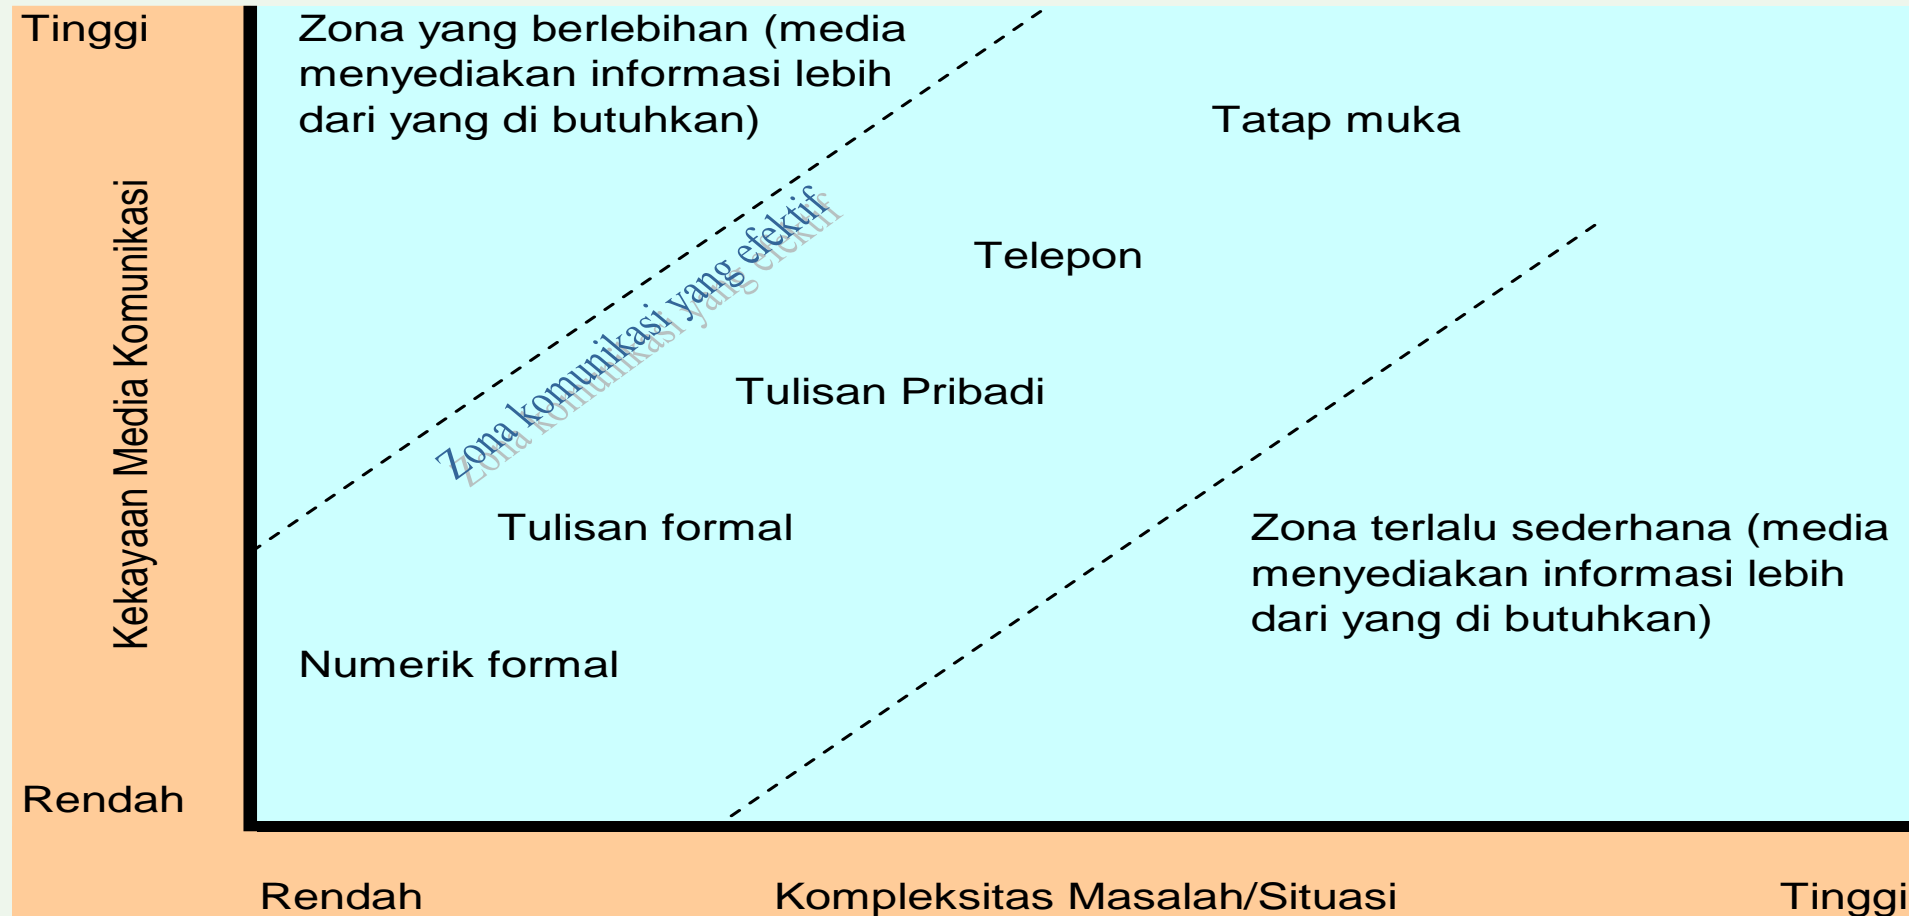 Tinggi
Zona yang berlebihan (media
menyediakan informasi lebih
dari yang di butuhkan)
Tatap muka
Kekayaan Media Komunikasi
Zona komunikasi yang efektif
Telepon
Tulisan Pribadi
Tulisan formal
Zona terlalu sederhana (media
menyediakan informasi lebih
dari yang di butuhkan)
Numerik formal
Rendah
Rendah
Kompleksitas Masalah/Situasi
Tinggi